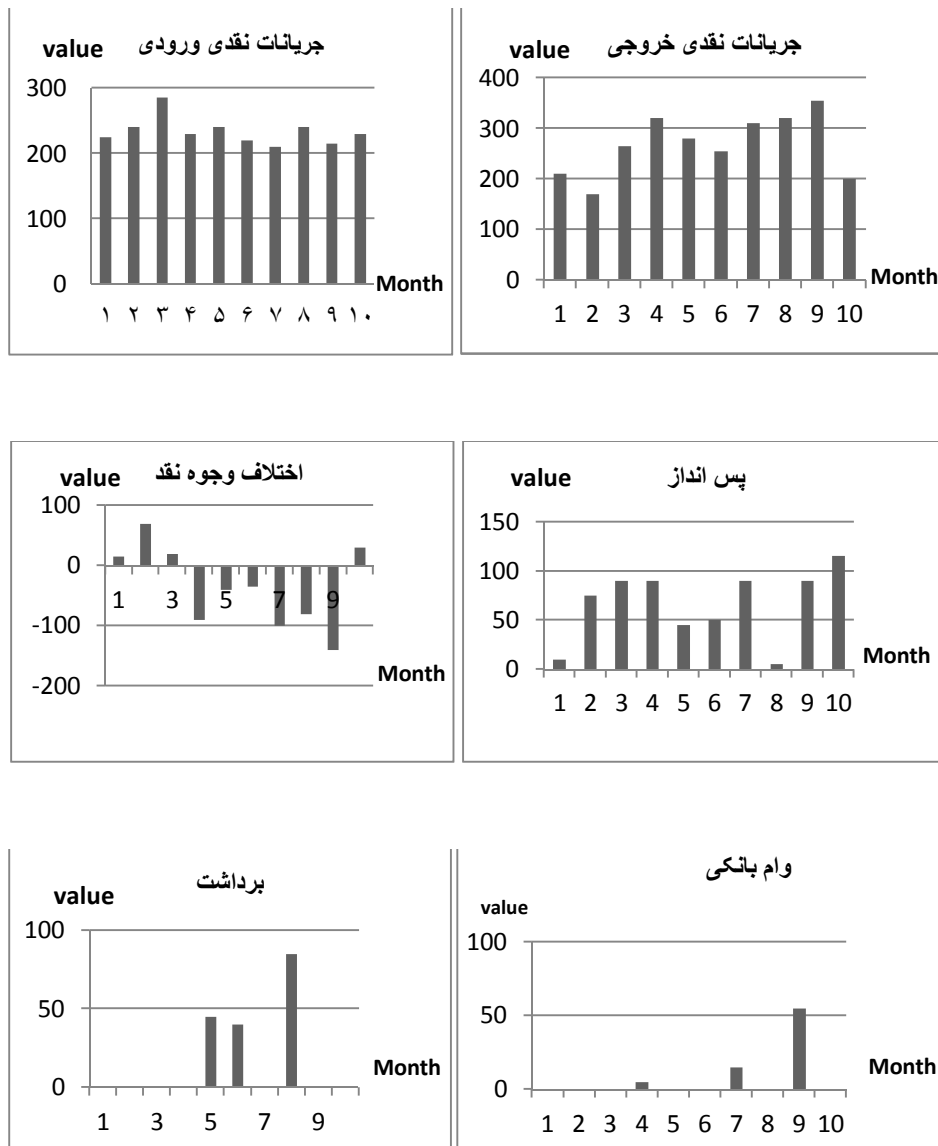 جریانات نقدی ورودی
value
300
200
100
0
Month
۱ ۲ ۳ ۴ ۵ ۶ ۷ ۸ ۹ ۱۰
جریانات نقدی خروجی
value
400
300
200
100
0
Month
1 2 3 4 5 6 7 8 9 10
اختلاف وجوه نقد
value
100
0
1 3 5 7 9
-100
Month
-200
پس انداز
value
150
100
50
0
Month
1 2 3 4 5 6 7 8 9 10
برداشت
value
100
50
0
Month
1 3 5 7 9
وام بانکی
value
100
50
0
Month
1 2 3 4 5 6 7 8 9 10